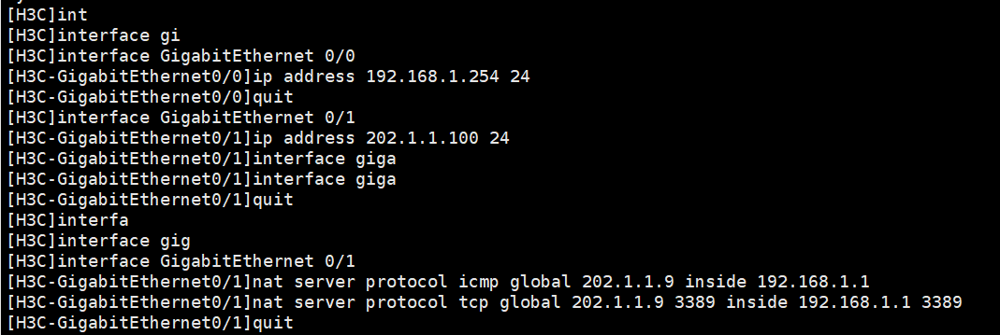 [H3C]int
[H3C]interface gi
[H3C]interface GigabitEthernet 0/0
[H3C-GigabitEthernet0/0]ip address 192.168.1.254 24
[H3C-GigabitEthernet0/0]quit
[H3C]interface GigabitEthernet 0/1
[H3C-GigabitEthernet0/1]ip address 202.1.1.100 24
[H3C-GigabitEthernet0/1]interface giga
[H3C-GigabitEthernet0/1]interface giga
[H3C-GigabitEthernet0/1]quit
[H3C]interfa
[H3C]interface gig
[H3C]interface GigabitEthernet 0/1
[H3C-GigabitEthernet0/1]nat server protocol icmp global 202.1.1.9 inside 192.168.1.1
[H3C-GigabitEthernet0/1]nat server protocol tcp global 202.1.1.9 3389 inside 192.168.1.1 3389
[H3C-GigabitEthernet0/1]quit